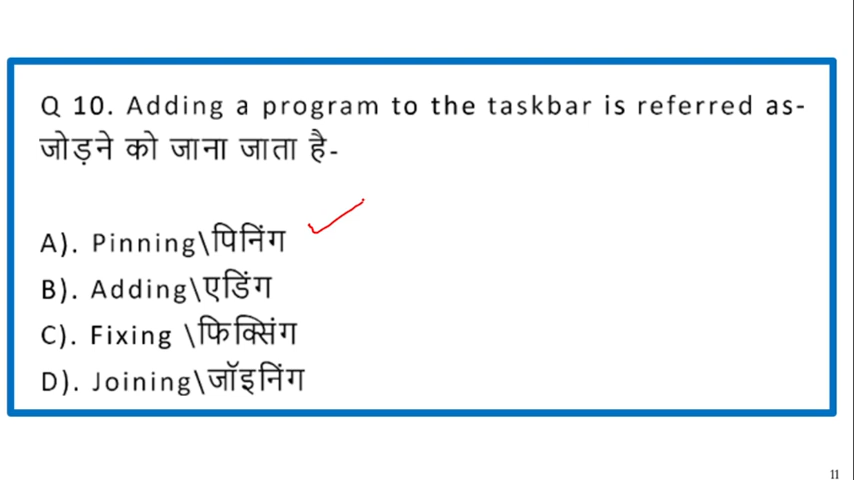 Q 10. Adding a program to the taskbar is referred as-
जोड़ने को जाना जाता है-
A). Pinning\पिनिंग
B). Adding\एडिंग
C). Fixing \फिक्सिंग
D). Joining\जॉइनिंग
11